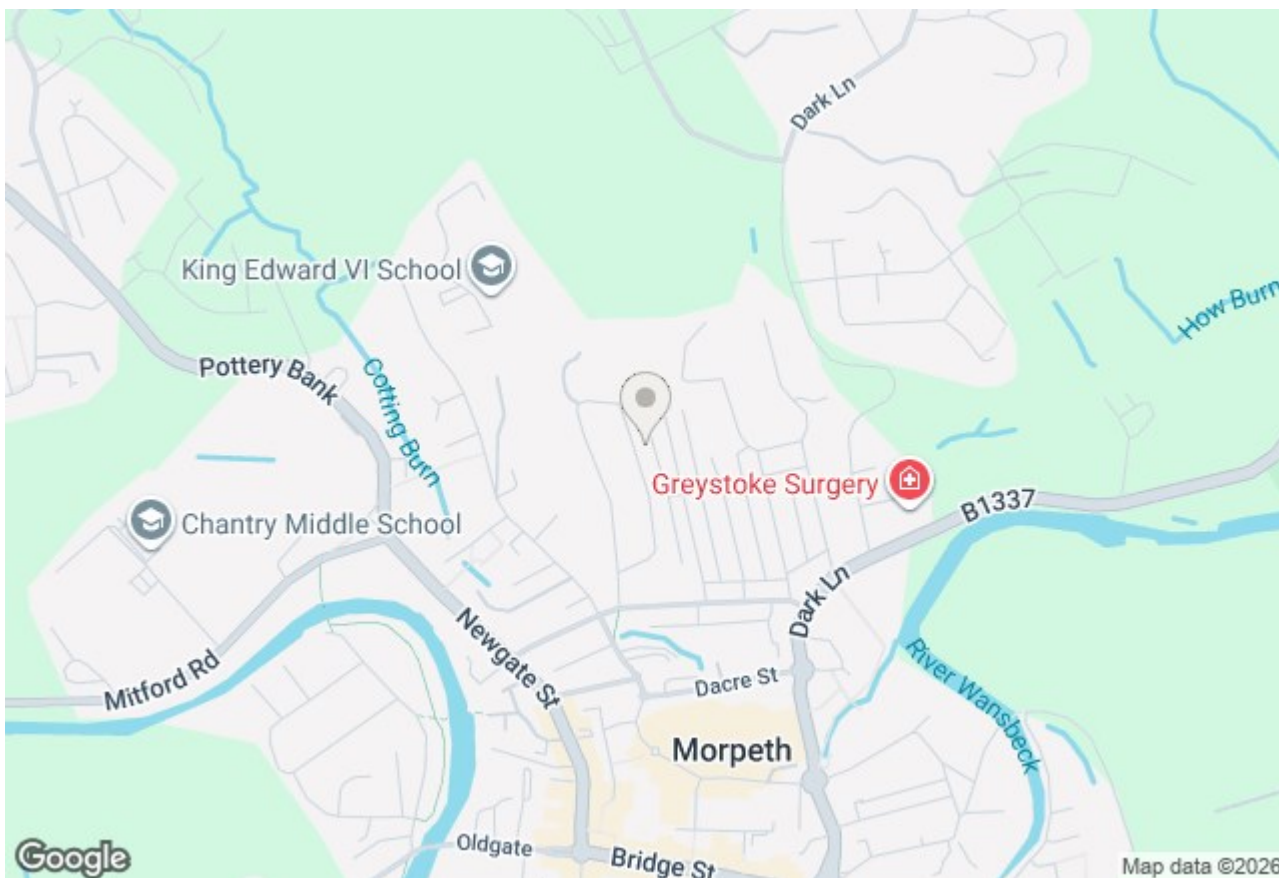 Dark Ln
King Edward VI School
How Burn
Pottery Bank
Cotting Burn
Greystoke Surgery
B1337
Chantry Middle School
Dark Ln
Newgate St
River Wansbeck
Mitford Rd
Dacre St
Morpeth
Oldgate
Bridge St
Google
Map data ©2026